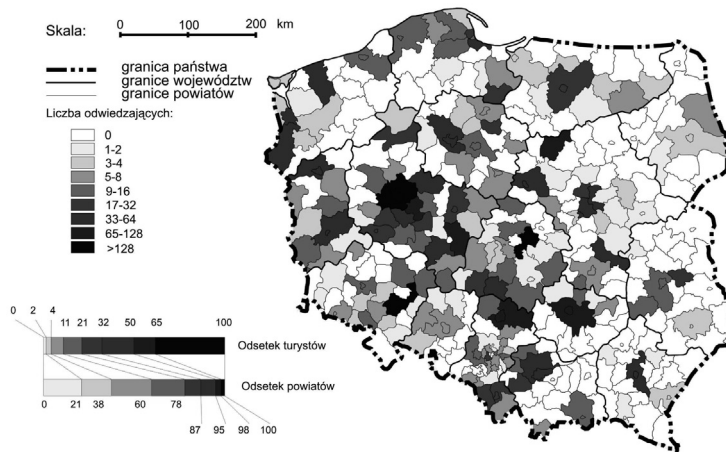 Skala:
0 100 200 km
granica państwa
granice województw
granice powiatów
Liczba odwiedzających:
0
1-2
3-4
5-8
9-16
17-32
33-64
65-128
>128
0 2 4 11 21 32 50 65 100
Odsetek turystów
Odsetek powiatów
0 21 38 60 78
87 95 98 100